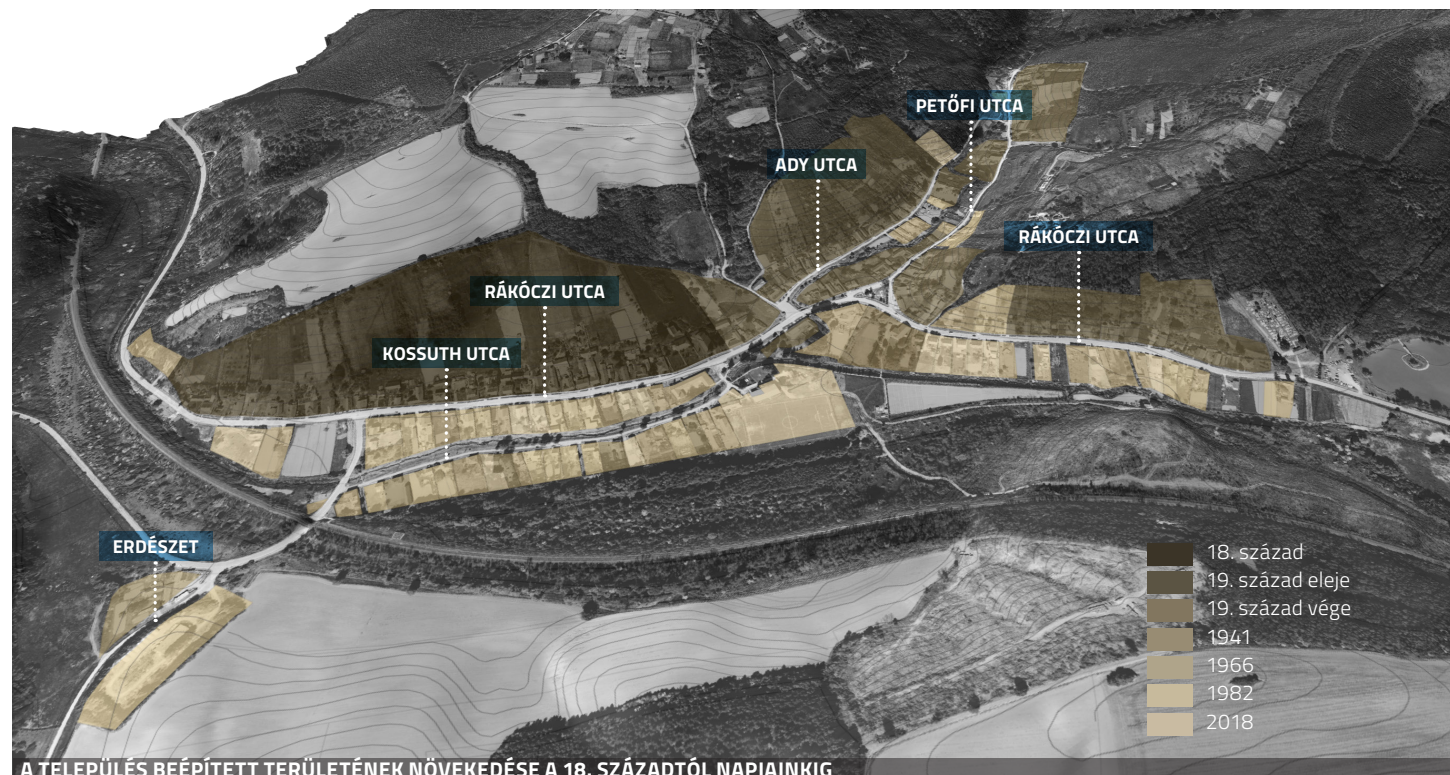 PETŐFI UTCA
ADY UTCA
RÁKÓCZI UTCA
RÁKÓCZI UTCA
KOSSUTH UTCA
ERDÉSZET
18. század
19. század eleje
19. század vége
1941
1966
1982
2018
A TELEPÜLÉS BEÉPÍTETT TERÜLETÉNEK NÖVEKEDÉSE A 18. SZÁZADTÓL NAPJAINKIG